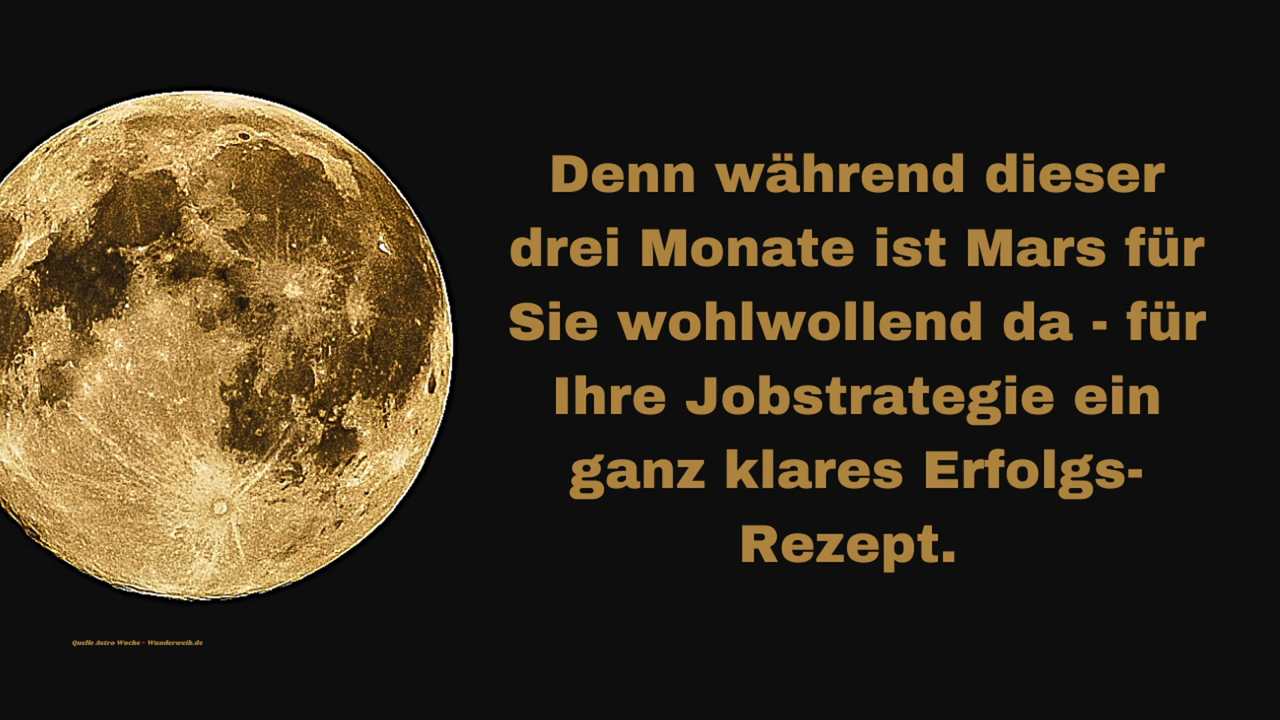 Denn während dieser
drei Monate ist Mars für
Sie wohlwollend da - für
Ihre Jobstrategie ein
ganz klares Erfolgs-
Rezept.
Quelle Astro Woche - Wunderweib.de